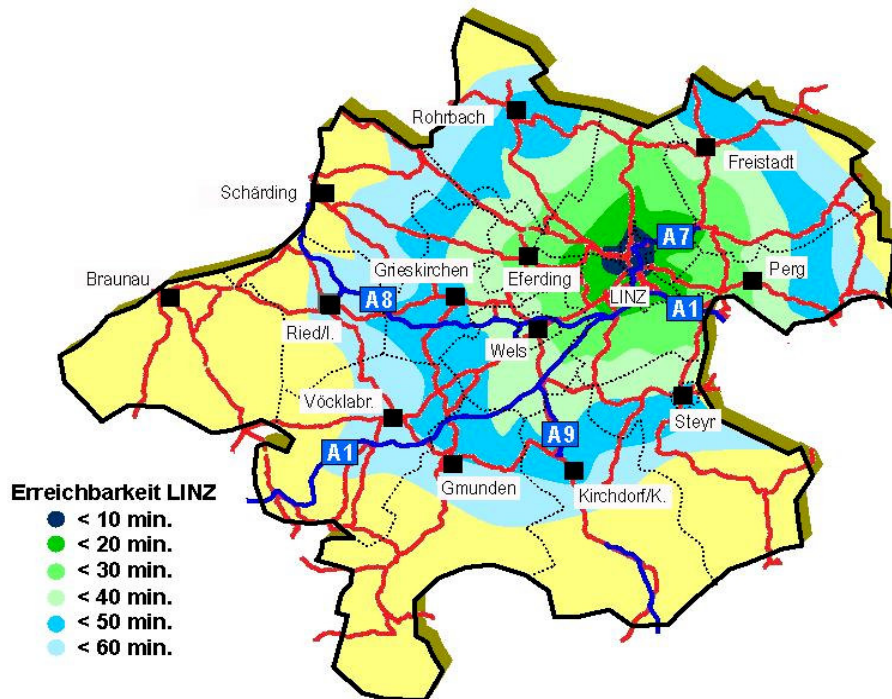 Rohrbach
Freistadt
Schärding
A7
Grieskirchen
Eferding
Perg
Braunau
A8
LINZ
A1
Ried/I.
Wels
Vöcklabr.
Steyr
A1
A9
Gmunden
Kirchdorf/K.
Erreichbarkeit LINZ
< 10 min.
< 20 min.
< 30 min.
< 40 min.
< 50 min.
< 60 min.